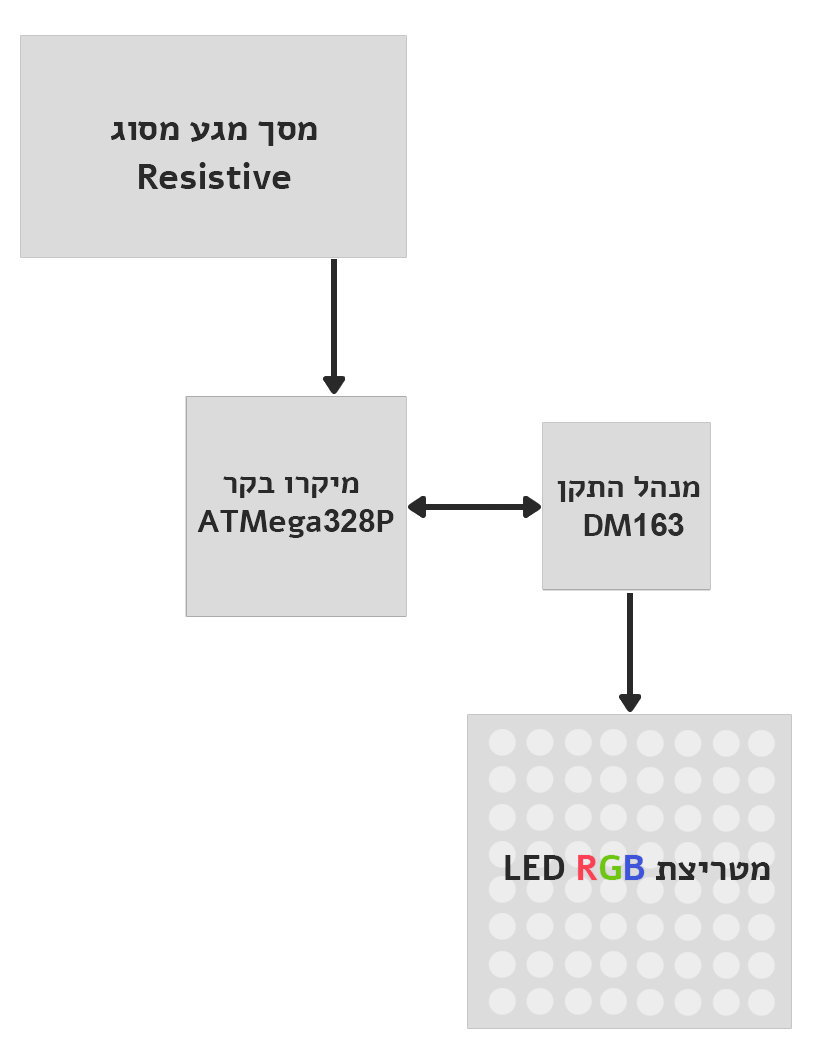 מסך מגע מסוג
Resistive
מיקרו בקר
ATMega328P
מנהל התקן
DM163
מטריצת LED RGB